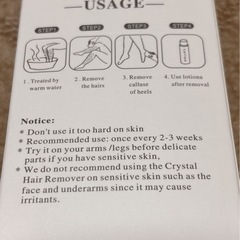 —USAGE—
STEP1 STEP2 STEP3 STEP4
1 . Treated by
warm water
2 . Remove
the hairs
3 . Remove
calluse
of heels
4 . Use lotiona
after removal
Notice:
* Don't use it too hard on skin
* Recommended use: once every 2-3 weeks
* Try it on your arms /legs before delicate
parts if you have sensitive skin,
* We do not recommend using the Crystal
Hair Remover on sensitive skin such as the
face and underarms since it may cause
irritants.